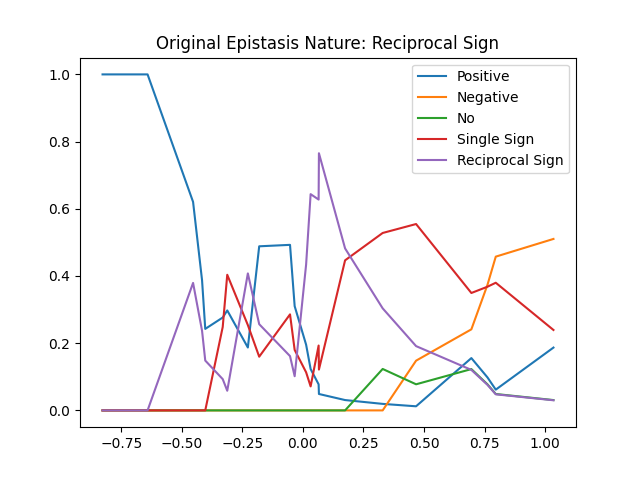 Original Epistasis Nature: Reciprocal Sign
Positive
Negative
No
Single Sign
Reciprocal Sign
1.0
0.8
0.6
0.4
0.2
0.0
−0.75 −0.50 −0.25 0.00 0.25 0.50 0.75 1.00